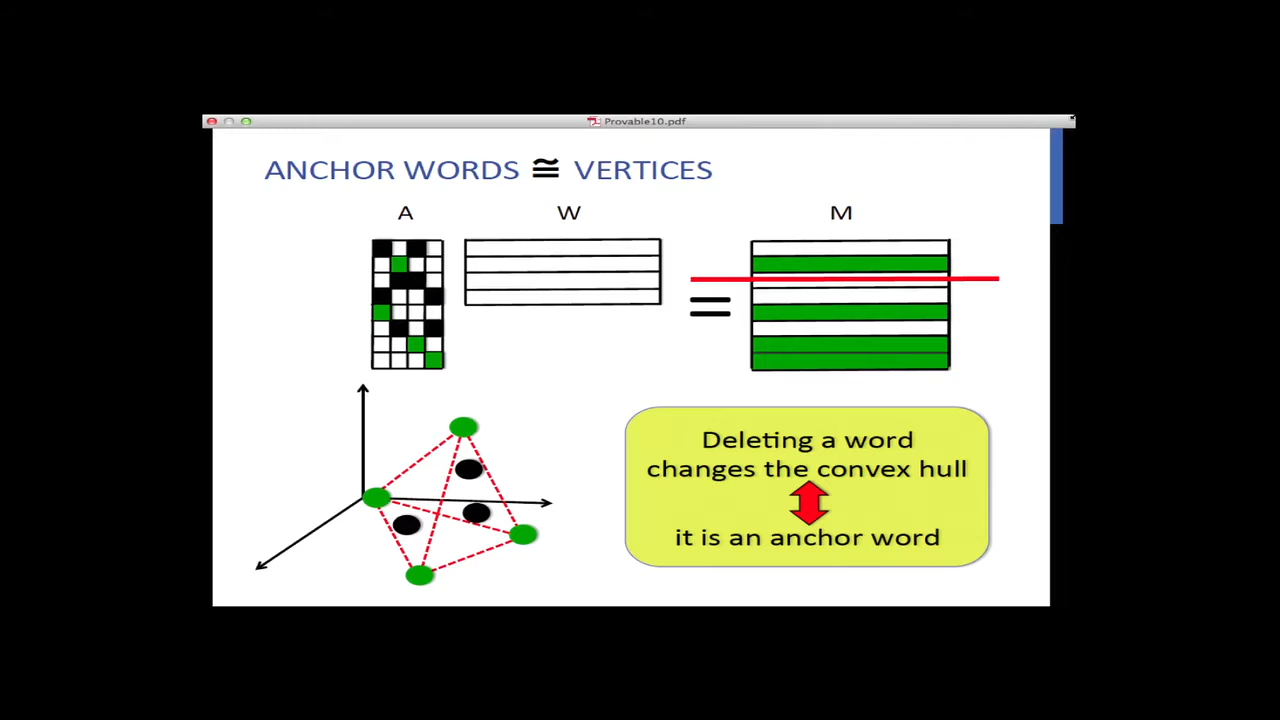 Provable10.pdf
ANCHOR WORDS ≅ VERTICES
A W M
=
Deleting a word
changes the convex hull
it is an anchor word